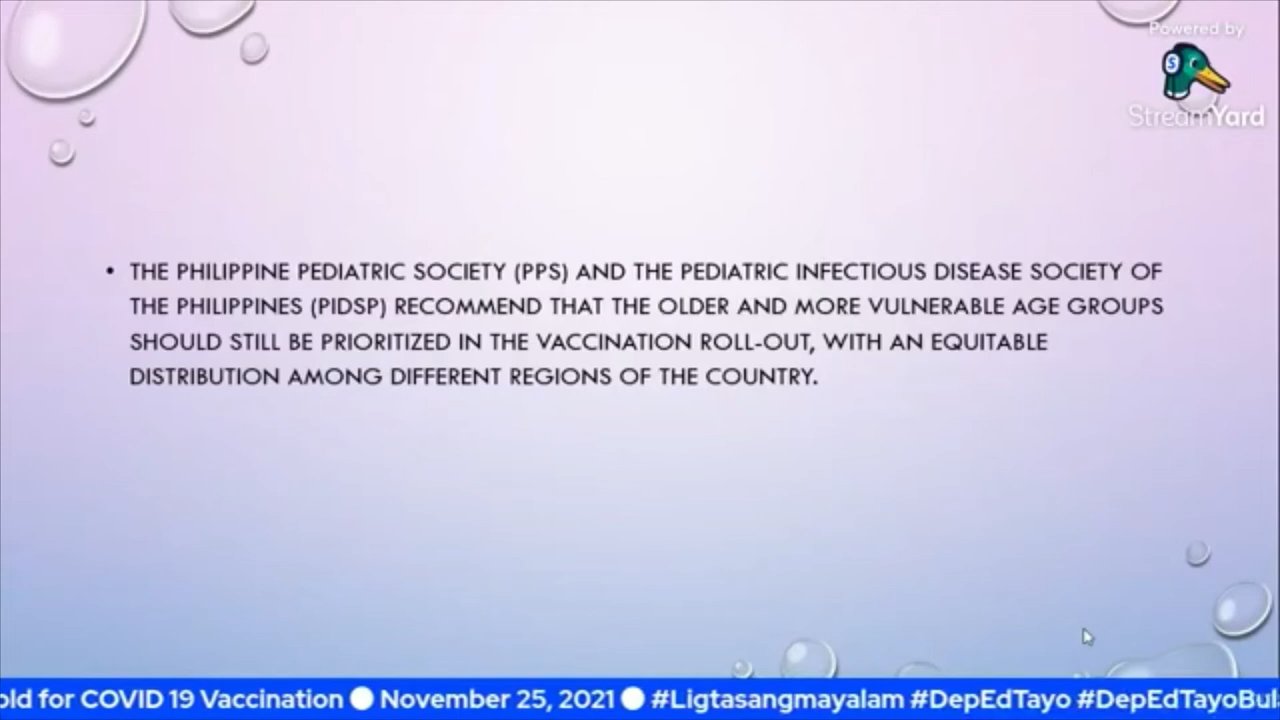 Powered by
StreamYard
• THE PHILIPPINE PEDIATRIC SOCIETY (PPS) AND THE PEDIATRIC INFECTIOUS DISEASE SOCIETY OF
THE PHILIPPINES (PIDSP) RECOMMEND THAT THE OLDER AND MORE VULNERABLE AGE GROUPS
SHOULD STILL BE PRIORITIZED IN THE VACCINATION ROLL-OUT, WITH AN EQUITABLE
DISTRIBUTION AMONG DIFFERENT REGIONS OF THE COUNTRY.
old for COVID 19 Vaccination ● November 25, 2021 ● #Ligtasangmayalam #DepEdTayo #DepEdTayoBul